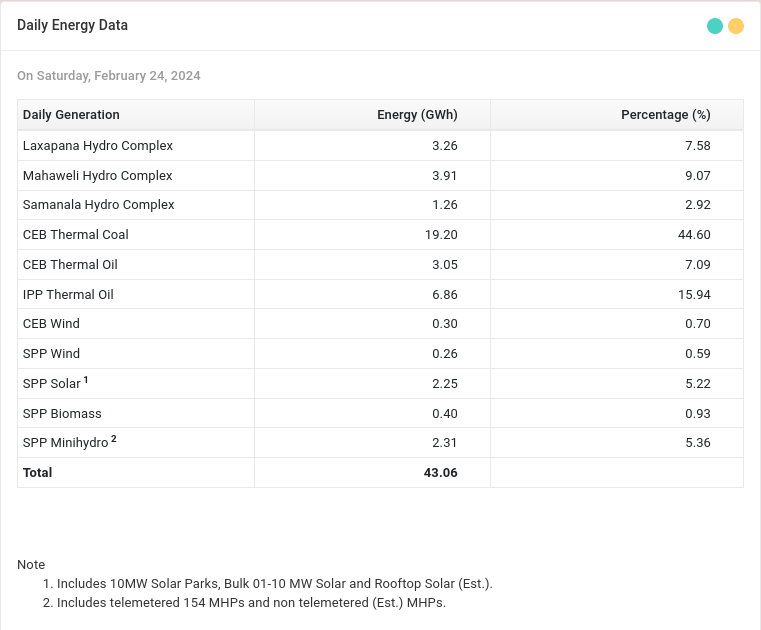 Daily Energy Data
On Saturday, February 24, 2024
Daily Generation Energy (GWh) Percentage (%)
Laxapana Hydro Complex 3.26 7.58
Mahaweli Hydro Complex 3.91 9.07
Samanala Hydro Complex 1.26 2.92
CEB Thermal Coal 19.20 44.60
CEB Thermal Oil 3.05 7.09
IPP Thermal Oil 6.86 15.94
CEB Wind 0.30 0.70
SPP Wind 0.26 0.59
SPP Solar 1 2.25 5.22
SPP Biomass 0.40 0.93
SPP Minihydro 2 2.31 5.36
Total 43.06
Note
1. Includes 10MW Solar Parks, Bulk 01-10 MW Solar and Rooftop Solar (Est.).
2. Includes telemetered 154 MHPs and non telemetered (Est.) MHPs.